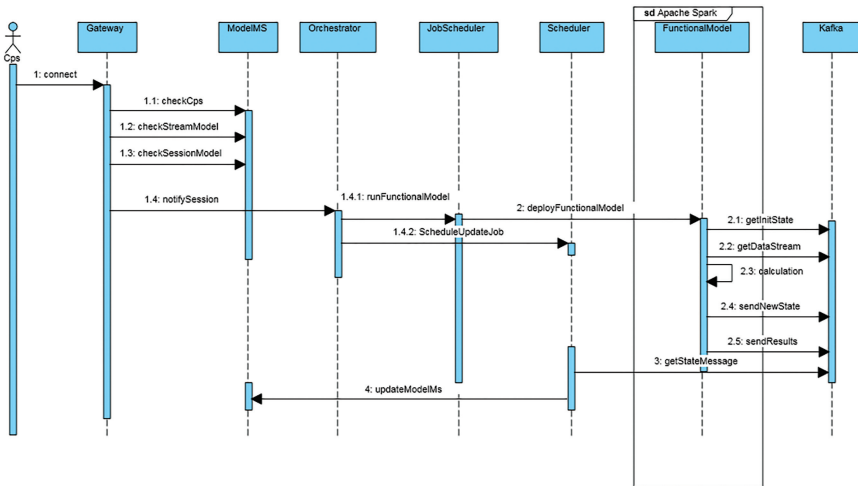 sd Apache Spark
Cps
Gateway
ModelMS
Orchestrator
JobScheduler
Scheduler
FunctionalModel
Kafka
1: connect
1.1: checkCps
1.2: checkStreamModel
1.3: checkSessionModel
1.4: notifySession
1.4.1: runFunctionalModel
2: deployFunctionalModel
1.4.2: ScheduleUpdateJob
2.1: getInitState
2.2: getDataStream
2.3: calculation
2.4: sendNewState
2.5: sendResults
3: getStateMessage
4: updateModelMs